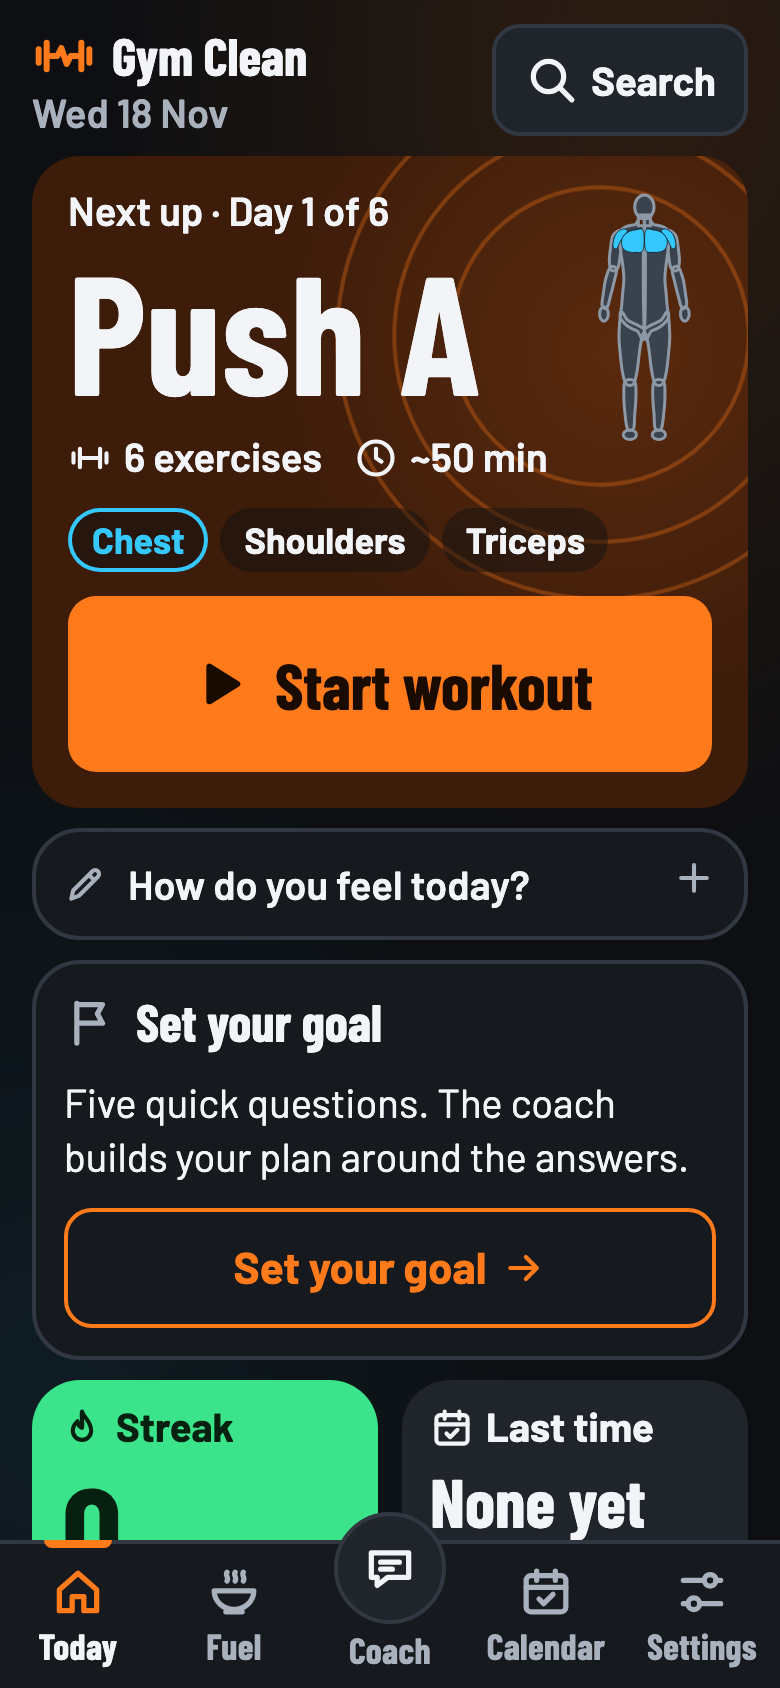 Gym Clean
Wed 18 Nov
Search
Next up · Day 1 of 6
Push A
6 exercises
~50 min
Chest
Shoulders
Triceps
Start workout
How do you feel today?
Set your goal
Five quick questions. The coach
builds your plan around the answers.
Set your goal →
Streak
Last time
None yet
Today
Fuel
Coach
Calendar
Settings